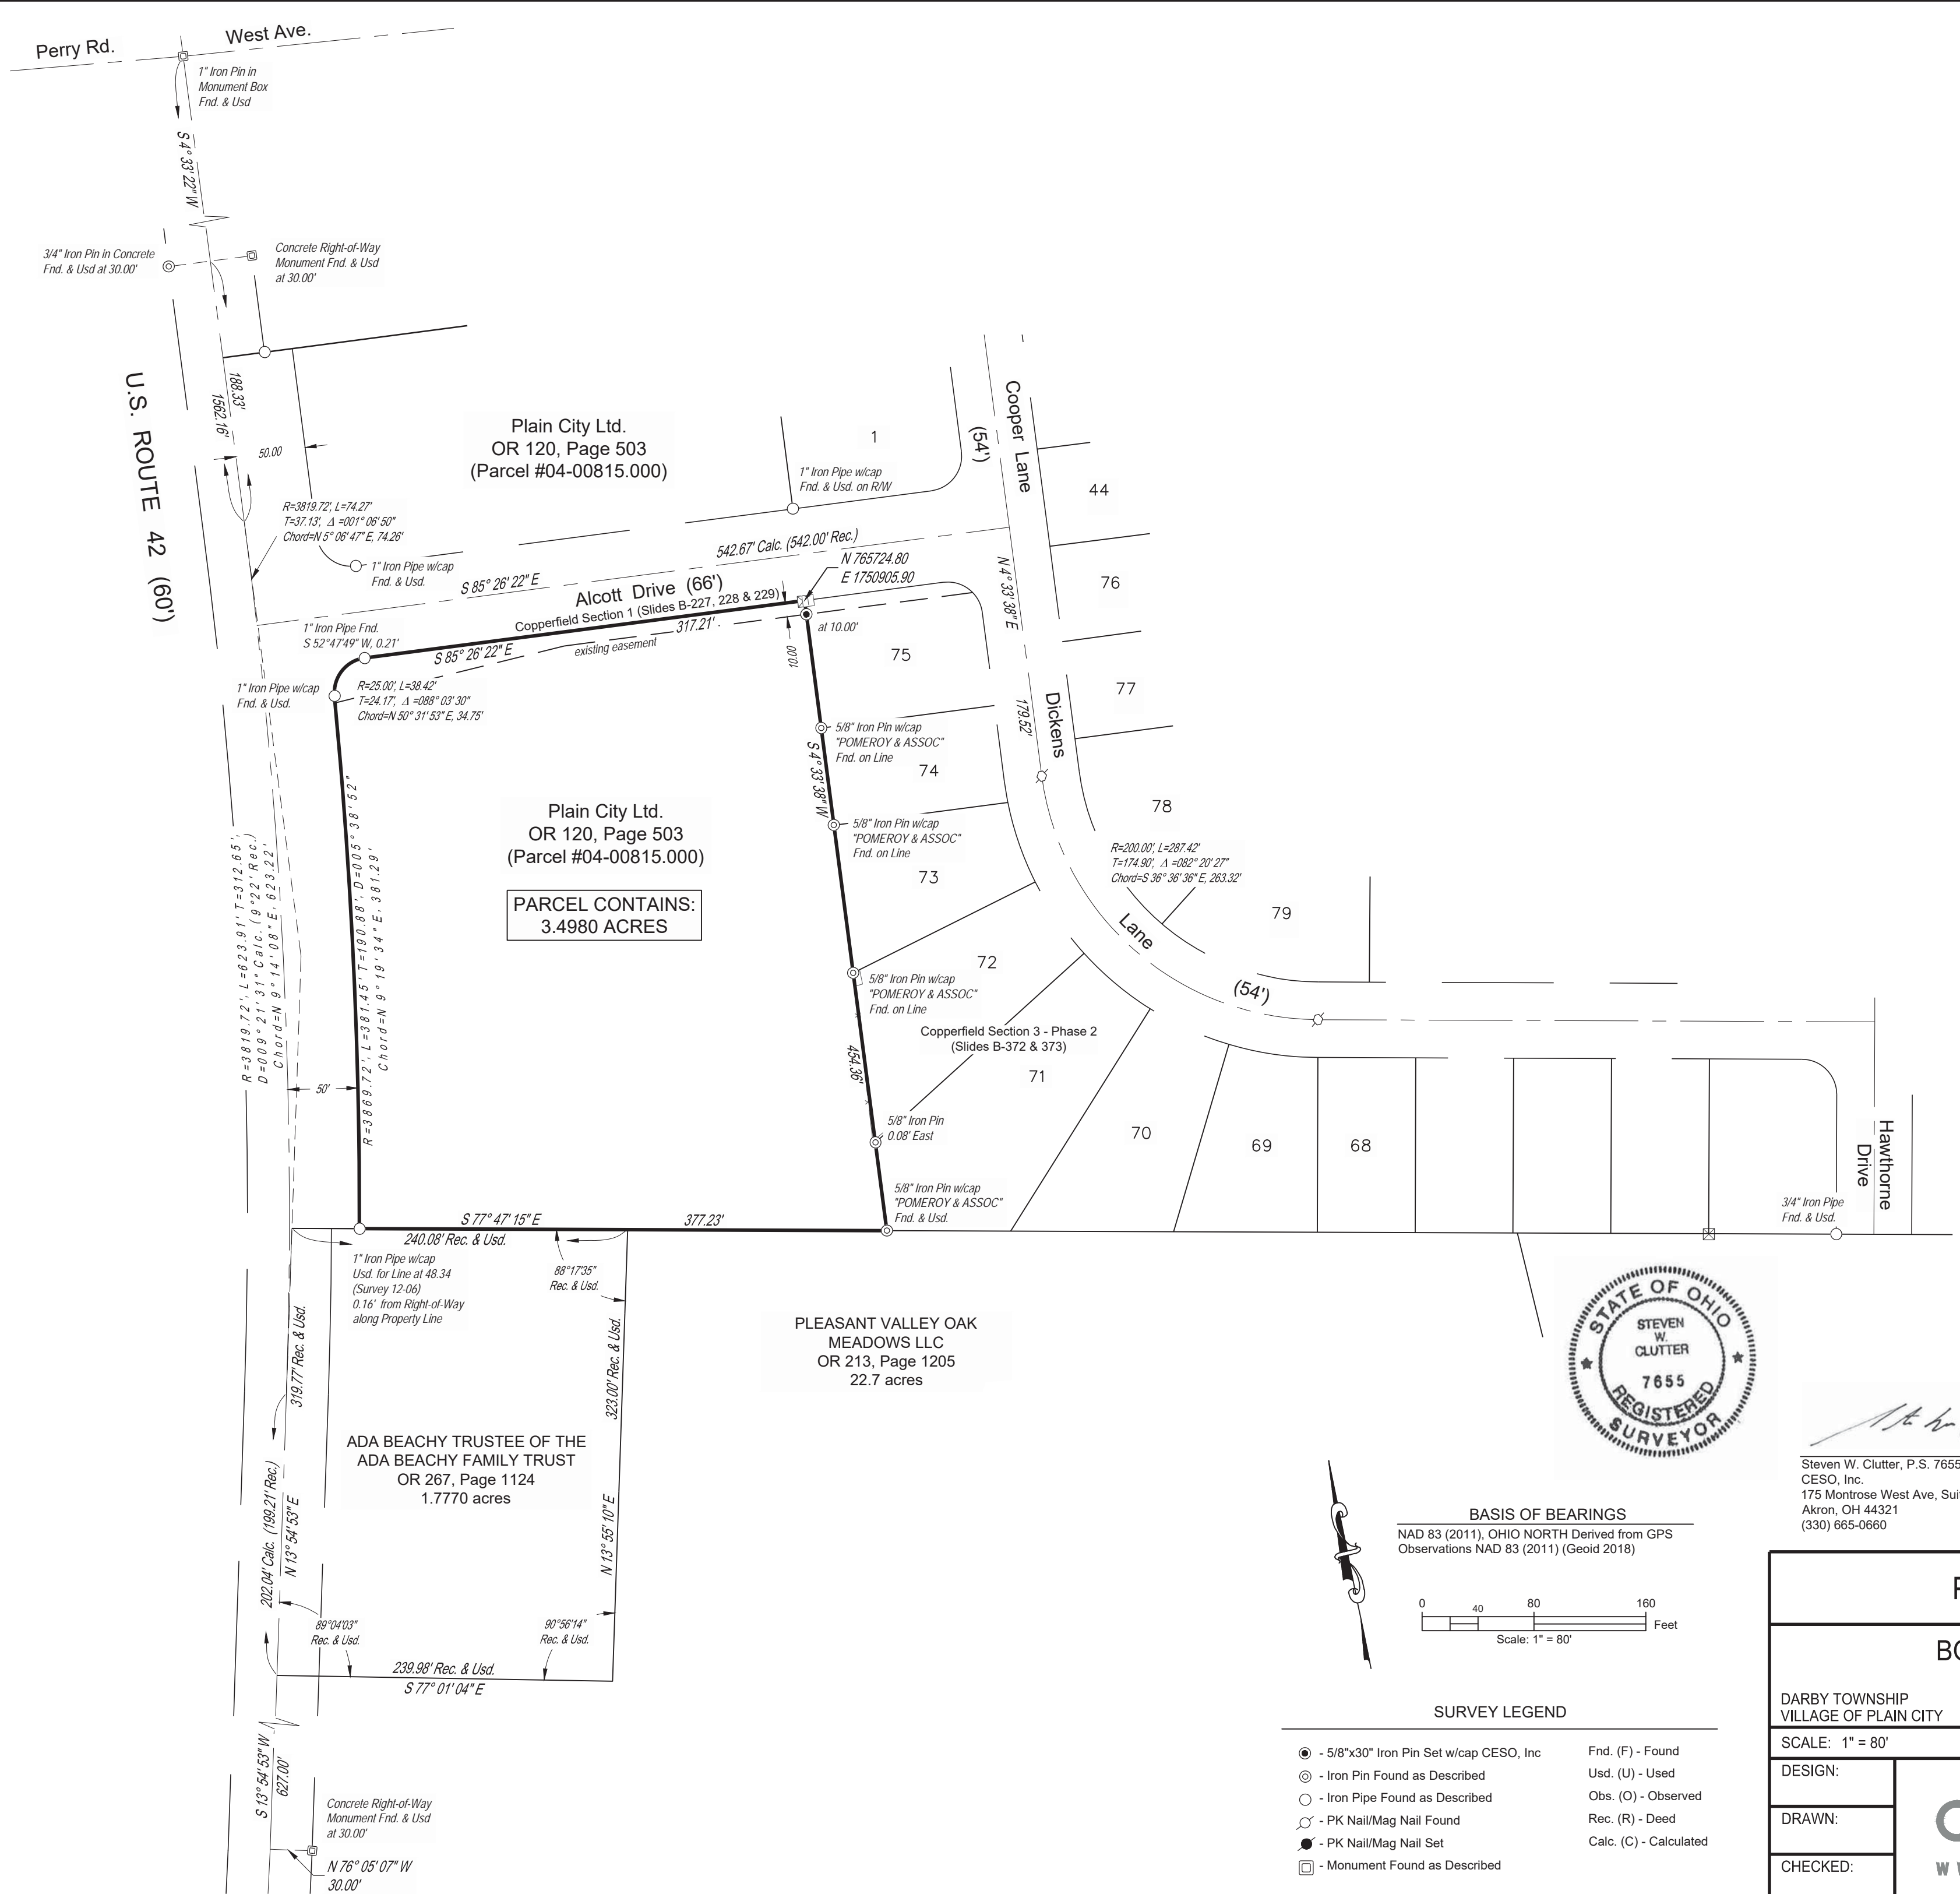 Perry Rd.
West Ave.
1" Iron Pin in
Monument Box
Fnd. & Usd
S 4° 33' 22" W
3/4" Iron Pin in Concrete
Fnd. & Usd at 30.00'
Concrete Right-of-Way
Monument Fnd. & Usd
at 30.00'
U.S. ROUTE 42 (60')
188.33'
1562.16'
50.00
Plain City Ltd.
OR 120, Page 503
(Parcel #04-00815.000)
R=3819.72', L=74.27'
T=37.13', Δ =001° 06' 50"
Chord=N 5° 06' 47" E, 74.26'
1" Iron Pipe w/cap
Fnd. & Usd.
1" Iron Pipe w/cap
Fnd. & Usd. on R/W
1
(54')
Cooper Lane
44
76
77
78
79
542.67' Calc. (542.00' Rec.)
S 85° 26' 22" E
Alcott Drive (66')
Copperfield Section 1 (Slides B-227, 228 & 229)
N 765724.80
E 1750905.90
at 10.00'
10.00
317.21'
S 85° 26' 22" E
existing easement
1" Iron Pipe Fnd.
S 52°47'49" W, 0.21'
1" Iron Pipe w/cap
Fnd. & Usd.
R=25.00', L=38.42'
T=24.17', Δ =088° 03' 30"
Chord=N 50° 31' 53" E, 34.75'
N 4° 33' 38" E
179.52'
Dickens
Lane
(54')
75
5/8" Iron Pin w/cap
"POMEROY & ASSOC"
Fnd. on Line
S 4° 33' 38" W
74
5/8" Iron Pin w/cap
"POMEROY & ASSOC"
Fnd. on Line
73
R=200.00', L=287.42'
T=174.90', Δ =082° 20' 27"
Chord=S 36° 36' 36" E, 263.32'
Plain City Ltd.
OR 120, Page 503
(Parcel #04-00815.000)
PARCEL CONTAINS:
3.4980 ACRES
R=3819.72', L=623.91' T=312.65',
D=009° 21' 31" Calc. (9°22' Rec.)
Chord=N 9° 14' 08" E, 623.22'
R=3869.72', L=381.45' T=190.88', D=005° 38' 52"
Chord=N 9° 19' 34" E, 381.29'
50'
72
5/8" Iron Pin w/cap
"POMEROY & ASSOC"
Fnd. on Line
Copperfield Section 3 - Phase 2
(Slides B-372 & 373)
454.36'
71
5/8" Iron Pin
0.08' East
70
69
68
Hawthorne
Drive
5/8" Iron Pin w/cap
"POMEROY & ASSOC"
Fnd. & Usd.
3/4" Iron Pipe
Fnd. & Usd.
S 77° 47' 15" E
377.23'
240.08' Rec. & Usd.
1" Iron Pipe w/cap
Usd. for Line at 48.34
(Survey 12-06)
0.16' from Right-of-Way
along Property Line
88°17'35"
Rec. & Usd.
319.77' Rec. & Usd.
323.00' Rec. & Usd.
PLEASANT VALLEY OAK
MEADOWS LLC
OR 213, Page 1205
22.7 acres
ADA BEACHY TRUSTEE OF THE
ADA BEACHY FAMILY TRUST
OR 267, Page 1124
1.7770 acres
202.04' Calc. (199.21' Rec.)
N 13° 54' 53" E
N 13° 55' 10" E
89°04'03"
Rec. & Usd.
90°56'14"
Rec. & Usd.
239.98' Rec. & Usd.
S 77° 01' 04" E
S 13° 54' 53" W
627.00'
Concrete Right-of-Way
Monument Fnd. & Usd
at 30.00'
N 76° 05' 07" W
30.00'
STATE OF OHIO
STEVEN
W.
CLUTTER
7655
REGISTERED
SURVEYOR
Steven W. Clutter, P.S. 7655
CESO, Inc.
175 Montrose West Ave, Sui
Akron, OH 44321
(330) 665-0660
BASIS OF BEARINGS
NAD 83 (2011), OHIO NORTH Derived from GPS
Observations NAD 83 (2011) (Geoid 2018)
0 40 80 160
Feet
Scale: 1" = 80'
SURVEY LEGEND
- 5/8"x30" Iron Pin Set w/cap CESO, Inc
- Iron Pin Found as Described
- Iron Pipe Found as Described
- PK Nail/Mag Nail Found
- PK Nail/Mag Nail Set
- Monument Found as Described
Fnd. (F) - Found
Usd. (U) - Used
Obs. (O) - Observed
Rec. (R) - Deed
Calc. (C) - Calculated
DARBY TOWNSHIP
VILLAGE OF PLAIN CITY
SCALE: 1" = 80'
DESIGN:
DRAWN:
CHECKED: